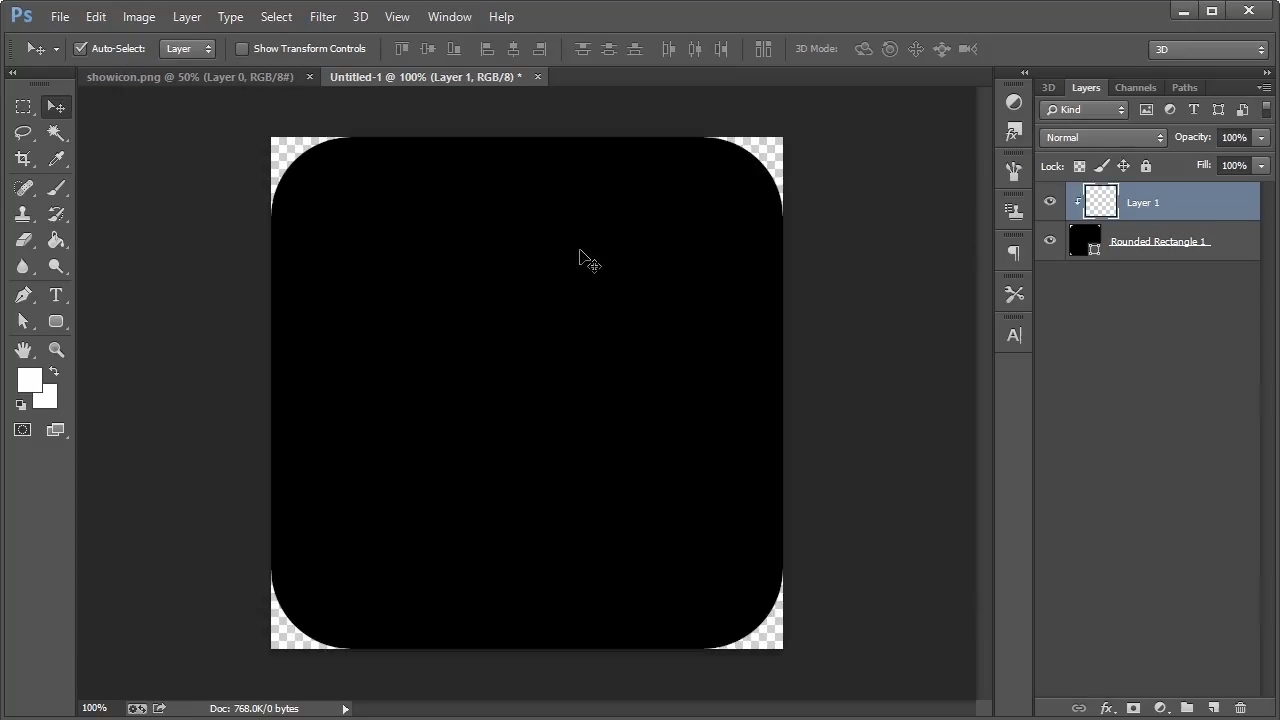 Ps File Edit Image Layer Type Select Filter 3D View Window Help
Auto-Select: Layer Show Transform Controls 3D Mode: 3D
showicon.png @ 50% (Layer 0, RGB/8#) × Untitled-1 @ 100% (Layer 1, RGB/8) * ×
3D Layers Channels Paths
Kind
Normal Opacity: 100%
Lock: Fill: 100%
Layer 1
Rounded Rectangle 1
100% Doc: 768.0K/0 bytes